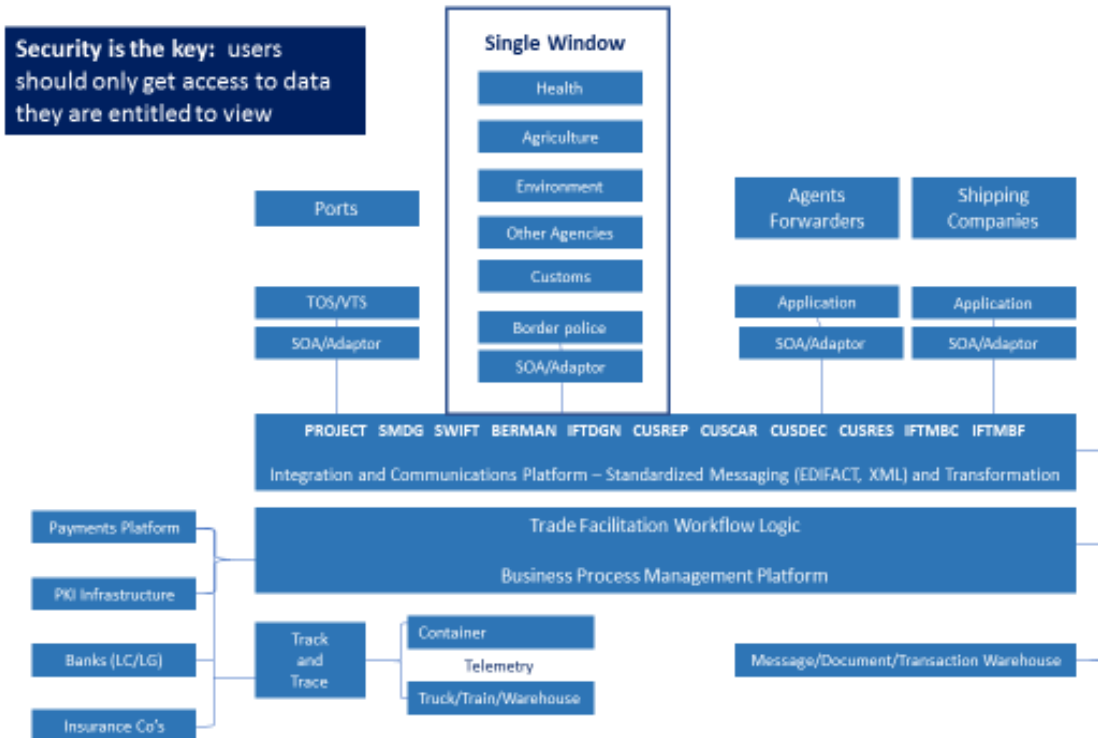 Security is the key: users
should only get access to data
they are entitled to view
Single Window
Health
Agriculture
Environment
Other Agencies
Customs
Border police
SOA/Adaptor
Ports
TOS/VTS
SOA/Adaptor
Agents
Forwarders
Application
SOA/Adaptor
Shipping
Companies
Application
SOA/Adaptor
PROJECT SMDG SWIFT BERMAN IFTDGN CUSREP CUSCAR CUSDEC CUSRES IFTMBC IFTMBF
Integration and Communications Platform – Standardized Messaging (EDIFACT, XML) and Transformation
Trade Facilitation Workflow Logic
Business Process Management Platform
Payments Platform
PKI Infrastructure
Banks (LC/LG)
Insurance Co's
Track
and
Trace
Container
Telemetry
Truck/Train/Warehouse
Message/Document/Transaction Warehouse